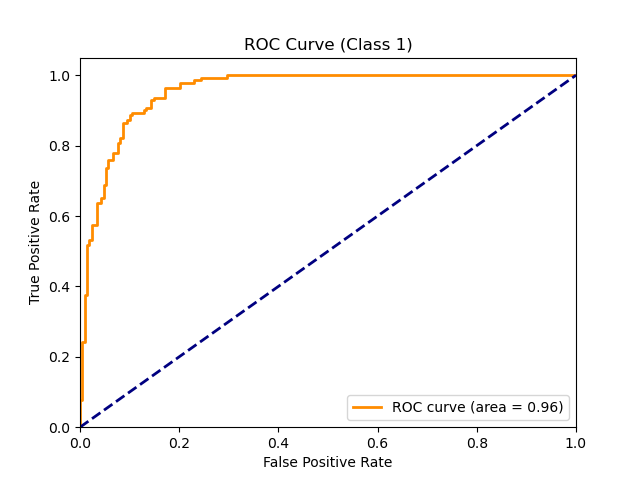 ROC Curve (Class 1)
True Positive Rate
1.0
0.8
0.6
0.4
0.2
0.0
ROC curve (area = 0.96)
0.0 0.2 0.4 0.6 0.8 1.0
False Positive Rate